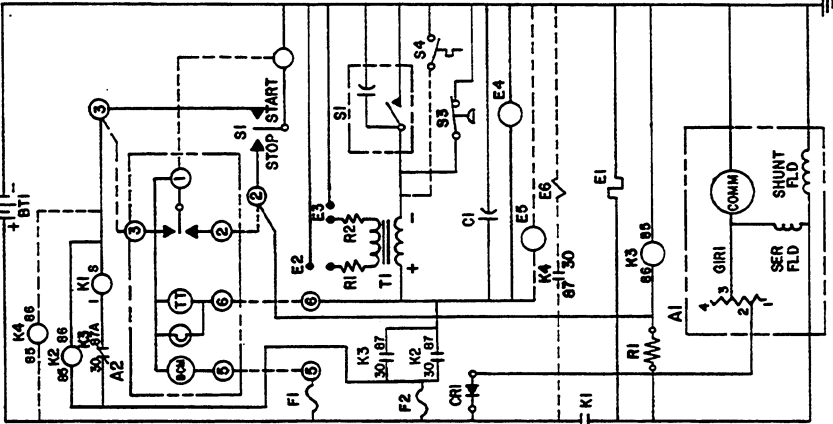 + BT1 -
K4
85 86
K2
85 86
K3
30 87A
A2
K1
1 S
3
S1
STOP START
2
3
1
2
TT
6
BCM
5
6
5
F1
E2
E3
R1 R2
T1
+ -
S1
S4
S3
E4
C1
E5
K4
87 30
E6
K3
30 87
K2
30 87
F2
CR1
K1
E1
K3
86 85
R1
A1
4
3
2
1
GIR1
COMM
SER
FLD
SHUNT
FLD